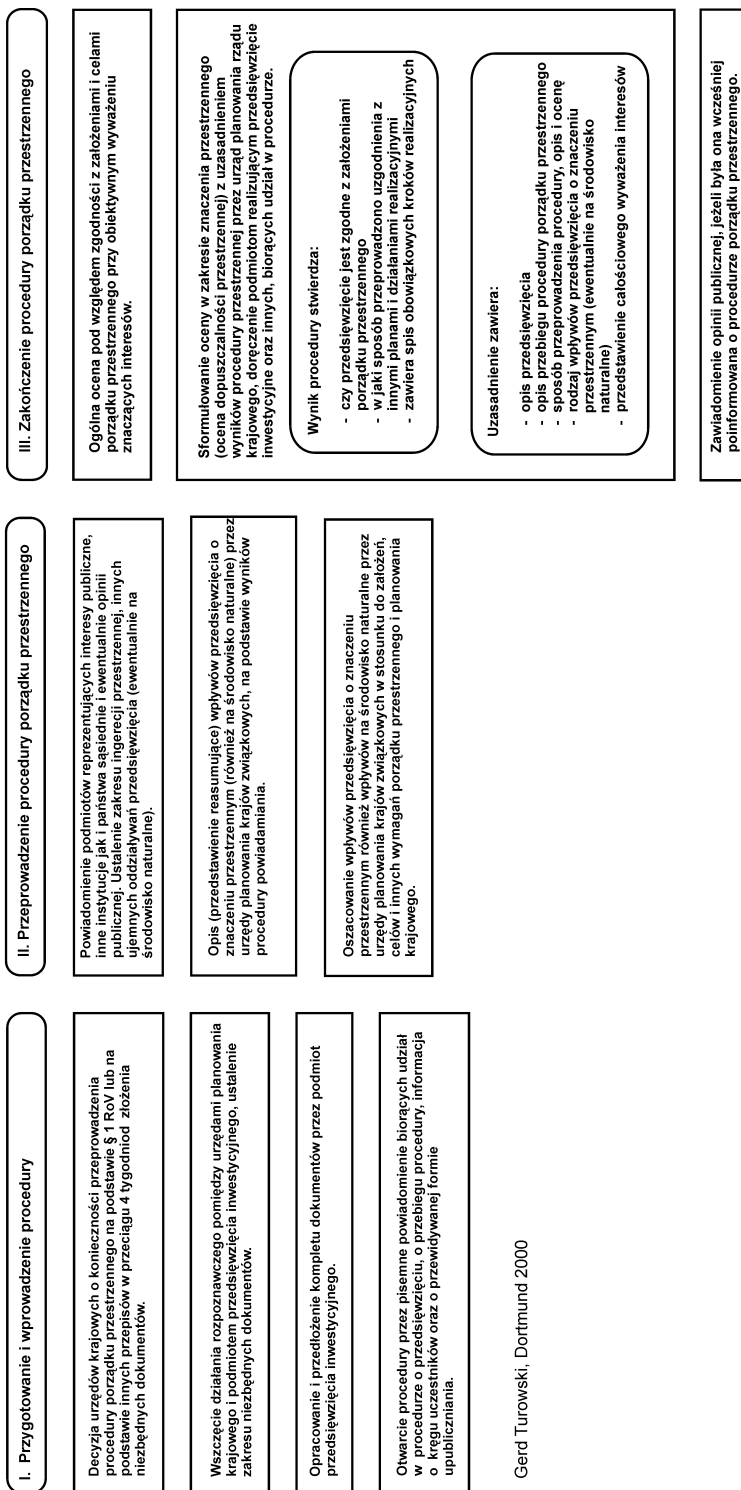 I.  Przygotowanie i wprowadzenie procedury
Decyzja urzędów krajowych o konieczności przeprowadzenia
procedury porządku przestrzennego na podstawie § 1 RoV lub na
podstawie innych przepisów w przeciągu 4 tygodniod  złożenia
niezbędnych dokumentów.
Wszczęcie działania rozpoznawczego pomiędzy urzędami planowania
krajowego i podmiotem przedsięwzięcia inwestycyjnego, ustalenie
zakresu niezbędnych dokumentów.
Opracowanie i przedłożenie kompletu dokumentów przez podmiot
przedsięwzięcia inwestycyjnego.
Otwarcie procedury przez pisemne powiadomienie biorących udział
w procedurze o przedsięwzięciu, o przebiegu procedury, informacja
o kręgu uczestników oraz o przewidywanej formie
upubliczniania.
Gerd Turowski, Dortmund 2000
II. Przeprowadzenie procedury porządku przestrzennego
Powiadomienie podmiotów reprezentujących interesy publiczne,
inne instytucje jak i państwa sąsiednie i ewentualnie opinii
publicznej. Ustalenie zakresu ingerecji przestrzennej, innych
ujemnych oddziaływań przedsięwzięcia (ewentualnie na
środowisko naturalne).
Opis (przedstawienie reasumujące) wpływów przedsięwzięcia o
znaczeniu przestrzennym (również na środowisko naturalne) przez
urzędy planowania krajów związkowych, na podstawie wyników
procedury powiadamiania.
Oszacowanie wpływów przedsięwzięcia o znaczeniu
przestrzennym również wpływów na środowisko naturalne przez
urzędy planowania krajów związkowych w stosunku do założeń,
celów i innych wymagań porządku przestrzennego i planowania
krajowego.
III. Zakończenie procedury porządku przestrzennego
Ogólna ocena pod względem zgodności z założeniami i celami
porządku przestrzennego przy obiektywnym wyważeniu
znaczących interesów.
Sformułowanie oceny w zakresie znaczenia przestrzennego
(ocena dopuszczalności przestrzennej) z uzasadnieniem
wyników procedury przestrzennej przez urząd planowania rządu
krajowego, doręczenie podmiotom realizującym przedsięwzięcie
inwestycyjne oraz innych, biorących udział w procedurze.
Wynik procedury stwierdza:
- czy przedsięwzięcie jest zgodne z założeniami
porządku przestrzennego
- w jaki sposób przeprowadzono uzgodnienia z
innymi planami i działaniami realizacyjnymi
- zawiera spis obowiązkowych kroków realizacyjnych
Uzasadnienie zawiera:
- opis przedsięwzięcia
- opis przebiegu procedury porządku przestrzennego
- sposób przeprowadzenia procedury, opis i ocenę
- rodzaj wpływów przedsięwzięcia o znaczeniu
przestrzennym (ewentualnie na środowisko
naturalne)
- przedstawienie całościowego wyważenia interesów
Zawiadomienie opinii publicznej, jeżeli była ona wcześniej
poinformowana o procedurze porządku przestrzennego.